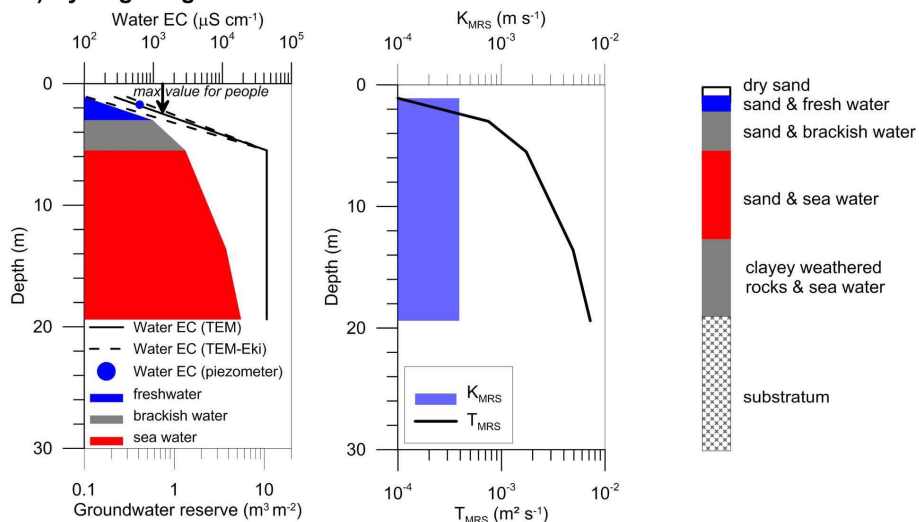 Water EC (μS cm⁻¹)
10² 10³ 10⁴ 10⁵
max value for people
0
10
20
30
Depth (m)
Water EC (TEM)
Water EC (TEM-Eki)
Water EC (piezometer)
freshwater
brackish water
sea water
0.1 1 10
Groundwater reserve (m³ m⁻²)
K_MRS (m s⁻¹)
10⁻⁴ 10⁻³ 10⁻²
0
10
20
30
Depth (m)
K_MRS
T_MRS
10⁻⁴ 10⁻³ 10⁻²
T_MRS (m² s⁻¹)
dry sand
sand & fresh water
sand & brackish water
sand & sea water
clayey weathered
rocks & sea water
substratum